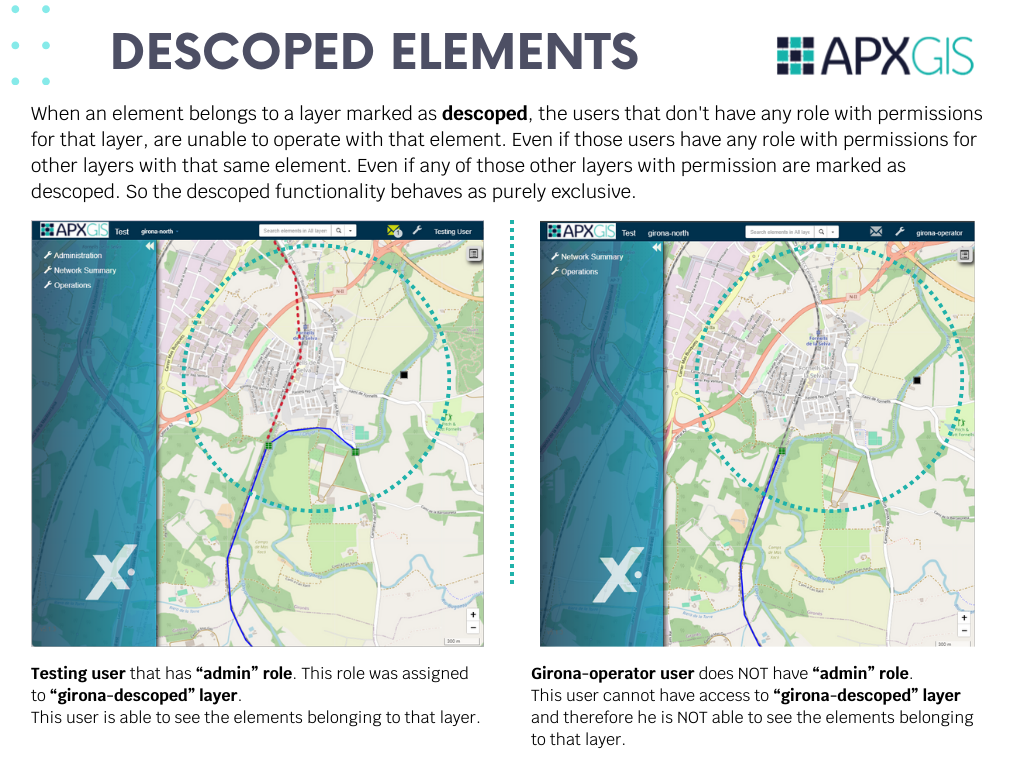 DESCOPED ELEMENTS
APXGIS
When an element belongs to a layer marked as descoped, the users that don't have any role with permissions
for that layer, are unable to operate with that element. Even if those users have any role with permissions for
other layers with that same element. Even if any of those other layers with permission are marked as
descoped. So the descoped functionality behaves as purely exclusive.
APXGIS Test girona-north Search elements in All layers 1 Testing User
Administration
Network Summary
Operations
+
−
300 m
APXGIS Test girona-north Search elements in All lays girona-operator
Network Summary
Operations
+
−
300 m
Testing user that has “admin” role. This role was assigned
to “girona-descoped” layer.
This user is able to see the elements belonging to that layer.
Girona-operator user does NOT have “admin” role.
This user cannot have access to “girona-descoped” layer
and therefore he is NOT able to see the elements belonging
to that layer.